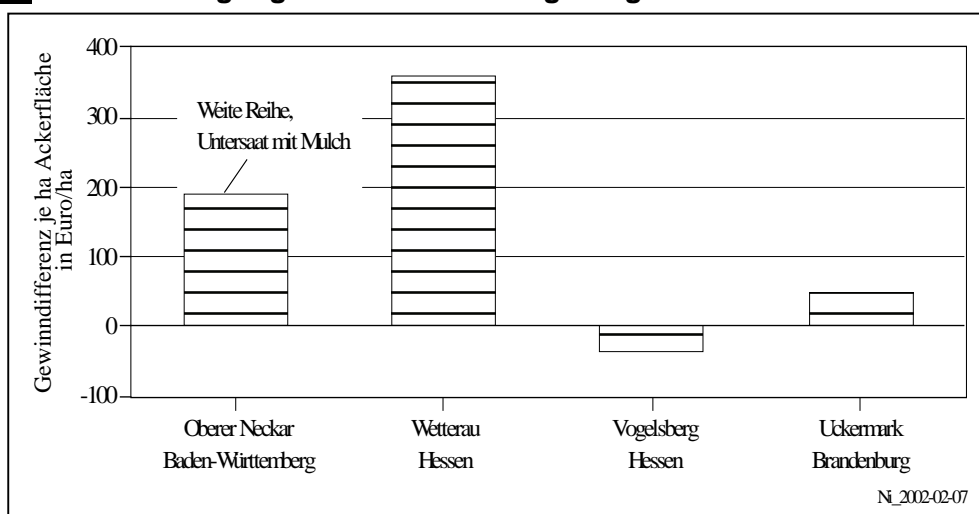 Gewinndifferenz je ha Ackerfläche
in Euro/ha
400
300
200
100
0
-100
Weite Reihe,
Untersaat mit Mulch
Oberer Neckar
Baden-Württemberg
Wetterau
Hessen
Vogelsberg
Hessen
Uckermark
Brandenburg
Ni_2002-02-07